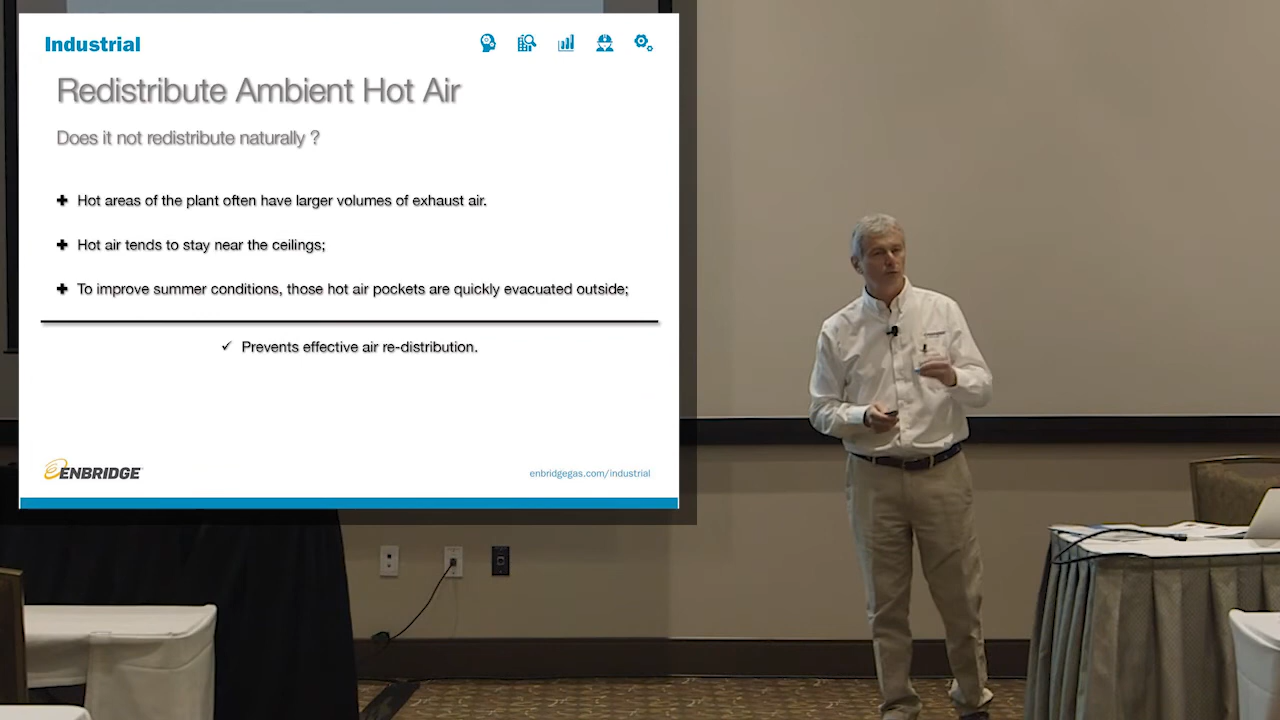 Industrial
Redistribute Ambient Hot Air
Does it not redistribute naturally ?
Hot areas of the plant often have larger volumes of exhaust air.
Hot air tends to stay near the ceilings;
To improve summer conditions, those hot air pockets are quickly evacuated outside;
✓ Prevents effective air re-distribution.
ENBRIDGE
enbridgegas.com/industrial